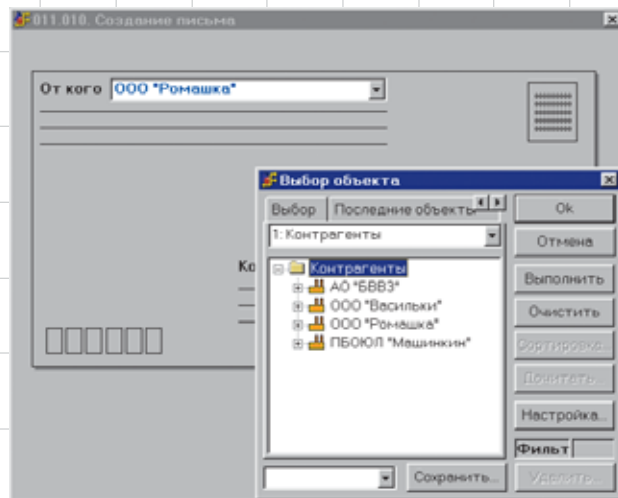 011.010. Создание письма
От кого ООО "Ромашка"
Ко
Выбор объекта
Выбор Последние объекты
1: Контрагенты
Контрагенты
АО "БВВЗ"
ООО "Васильки"
ООО "Ромашка"
ПБОЮЛ "Машинкин"
Ok
Отмена
Выполнить
Очистить
Сортировка...
Дочитать...
Настройка...
Фильт
Сохранить...
Удалить...